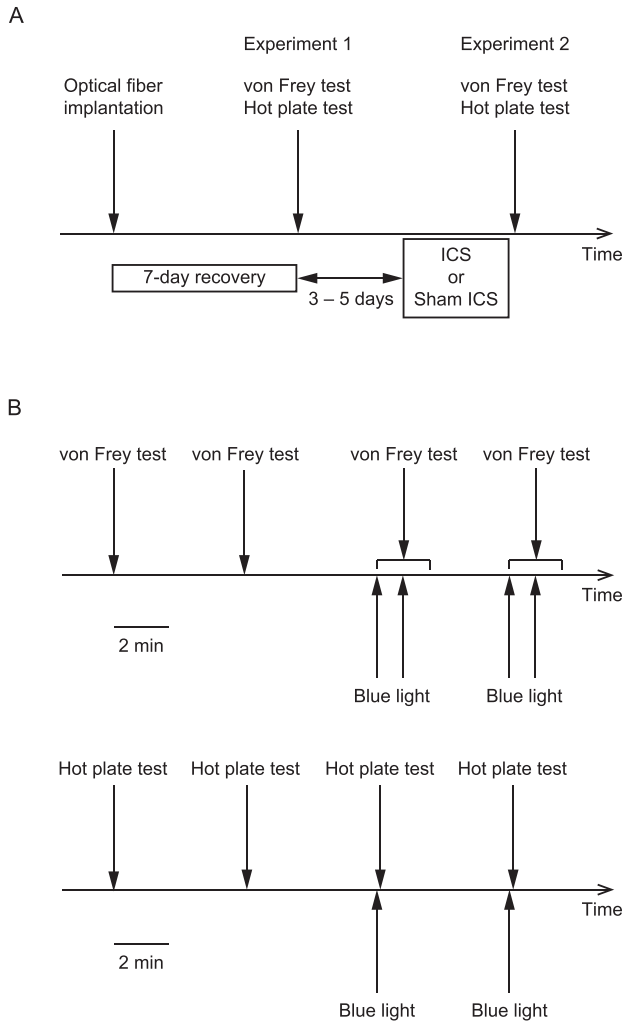 A
Experiment 1
Experiment 2
Optical fiber
implantation
von Frey test
Hot plate test
von Frey test
Hot plate test
Time
7-day recovery
3 – 5 days
ICS
or
Sham ICS
B
von Frey test
von Frey test
von Frey test
von Frey test
Time
2 min
Blue light
Blue light
Hot plate test
Hot plate test
Hot plate test
Hot plate test
Time
2 min
Blue light
Blue light